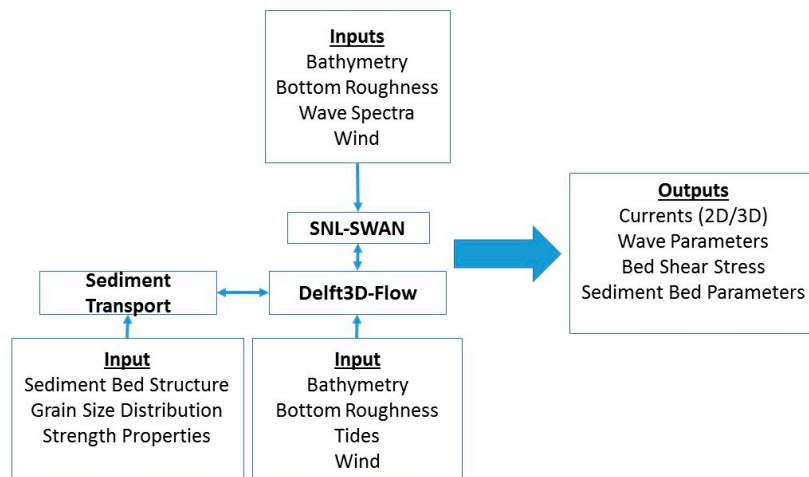 Inputs
Bathymetry
Bottom Roughness
Wave Spectra
Wind
SNL-SWAN
Outputs
Currents (2D/3D)
Wave Parameters
Bed Shear Stress
Sediment Bed Parameters
Sediment
Transport
Delft3D-Flow
Input
Sediment Bed Structure
Grain Size Distribution
Strength Properties
Input
Bathymetry
Bottom Roughness
Tides
Wind